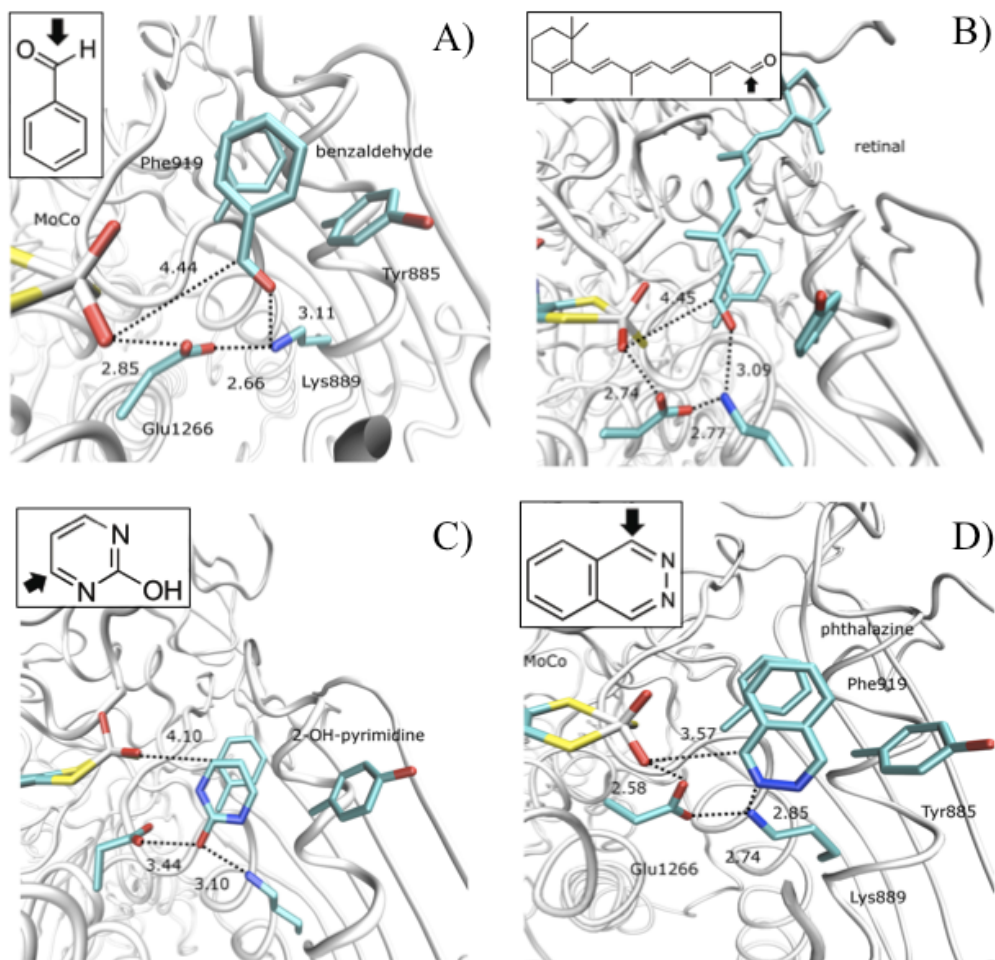 A)
O
H
Phe919
benzaldehyde
MoCo
4.44
Tyr885
3.11
2.85
2.66
Lys889
Glu1266
B)
O
retinal
4.45
3.09
2.74
2.77
C)
N
N
OH
4.10
2-OH-pyrimidine
3.44
3.10
D)
N
N
phthalazine
MoCo
Phe919
3.57
2.58
2.85
Tyr885
2.74
Glu1266
Lys889